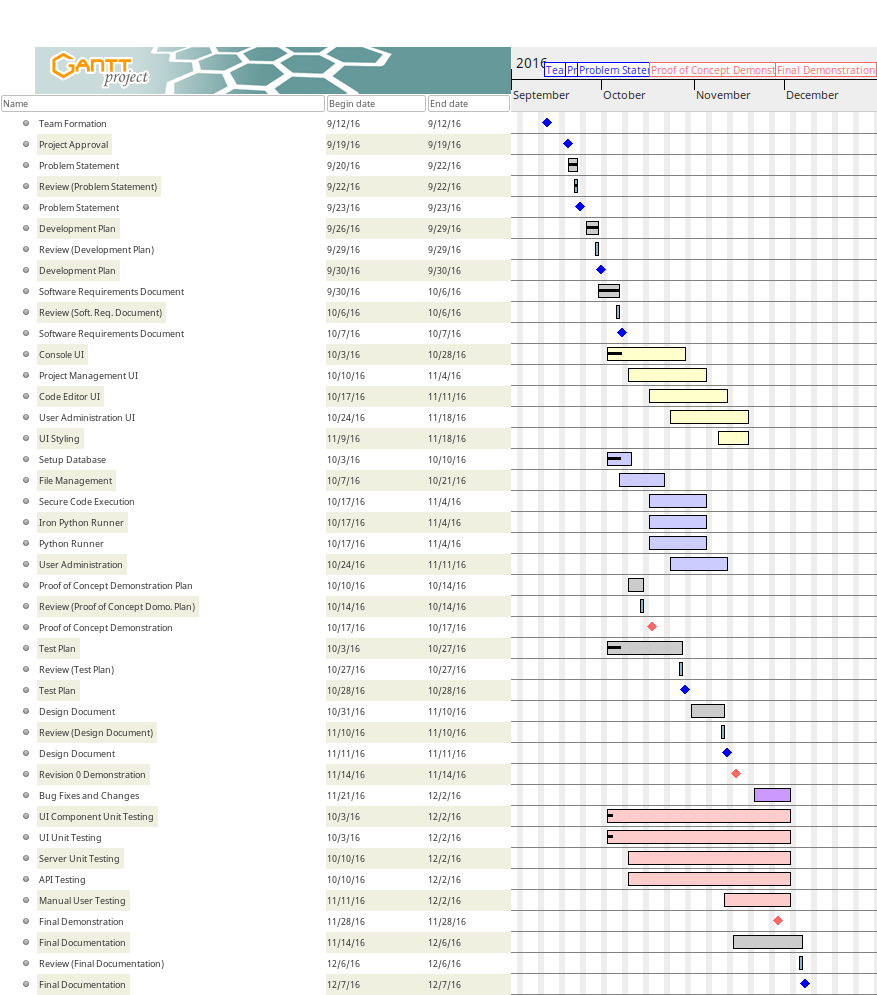 GANTT
project
2016
Tea Pr Problem Stater Proof of Concept Demonst Final Demonstration
September October November December
Name Begin date End date
Team Formation 9/12/16 9/12/16
Project Approval 9/19/16 9/19/16
Problem Statement 9/20/16 9/22/16
Review (Problem Statement) 9/22/16 9/22/16
Problem Statement 9/23/16 9/23/16
Development Plan 9/26/16 9/29/16
Review (Development Plan) 9/29/16 9/29/16
Development Plan 9/30/16 9/30/16
Software Requirements Document 9/30/16 10/6/16
Review (Soft. Req. Document) 10/6/16 10/6/16
Software Requirements Document 10/7/16 10/7/16
Console UI 10/3/16 10/28/16
Project Management UI 10/10/16 11/4/16
Code Editor UI 10/17/16 11/11/16
User Administration UI 10/24/16 11/18/16
UI Styling 11/9/16 11/18/16
Setup Database 10/3/16 10/10/16
File Management 10/7/16 10/21/16
Secure Code Execution 10/17/16 11/4/16
Iron Python Runner 10/17/16 11/4/16
Python Runner 10/17/16 11/4/16
User Administration 10/24/16 11/11/16
Proof of Concept Demonstration Plan 10/10/16 10/14/16
Review (Proof of Concept Domo. Plan) 10/14/16 10/14/16
Proof of Concept Demonstration 10/17/16 10/17/16
Test Plan 10/3/16 10/27/16
Review (Test Plan) 10/27/16 10/27/16
Test Plan 10/28/16 10/28/16
Design Document 10/31/16 11/10/16
Review (Design Document) 11/10/16 11/10/16
Design Document 11/11/16 11/11/16
Revision 0 Demonstration 11/14/16 11/14/16
Bug Fixes and Changes 11/21/16 12/2/16
UI Component Unit Testing 10/3/16 12/2/16
UI Unit Testing 10/3/16 12/2/16
Server Unit Testing 10/10/16 12/2/16
API Testing 10/10/16 12/2/16
Manual User Testing 11/11/16 12/2/16
Final Demonstration 11/28/16 11/28/16
Final Documentation 11/14/16 12/6/16
Review (Final Documentation) 12/6/16 12/6/16
Final Documentation 12/7/16 12/7/16